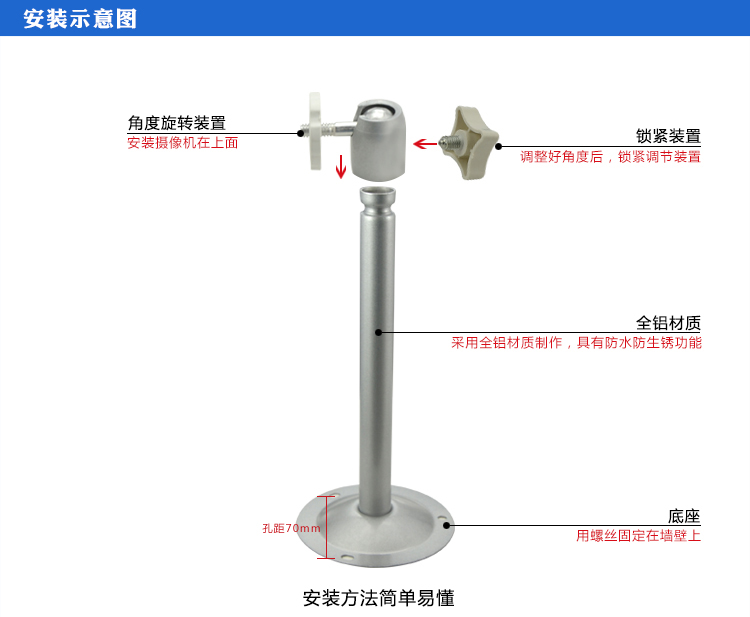 安装示意图
角度旋转装置
安装摄像机在上面
锁紧装置
调整好角度后，锁紧调节装置
全铝材质
采用全铝材质制作，具有防水防生锈功能
底座
用螺丝固定在墙壁上
孔距70mm
安装方法简单易懂